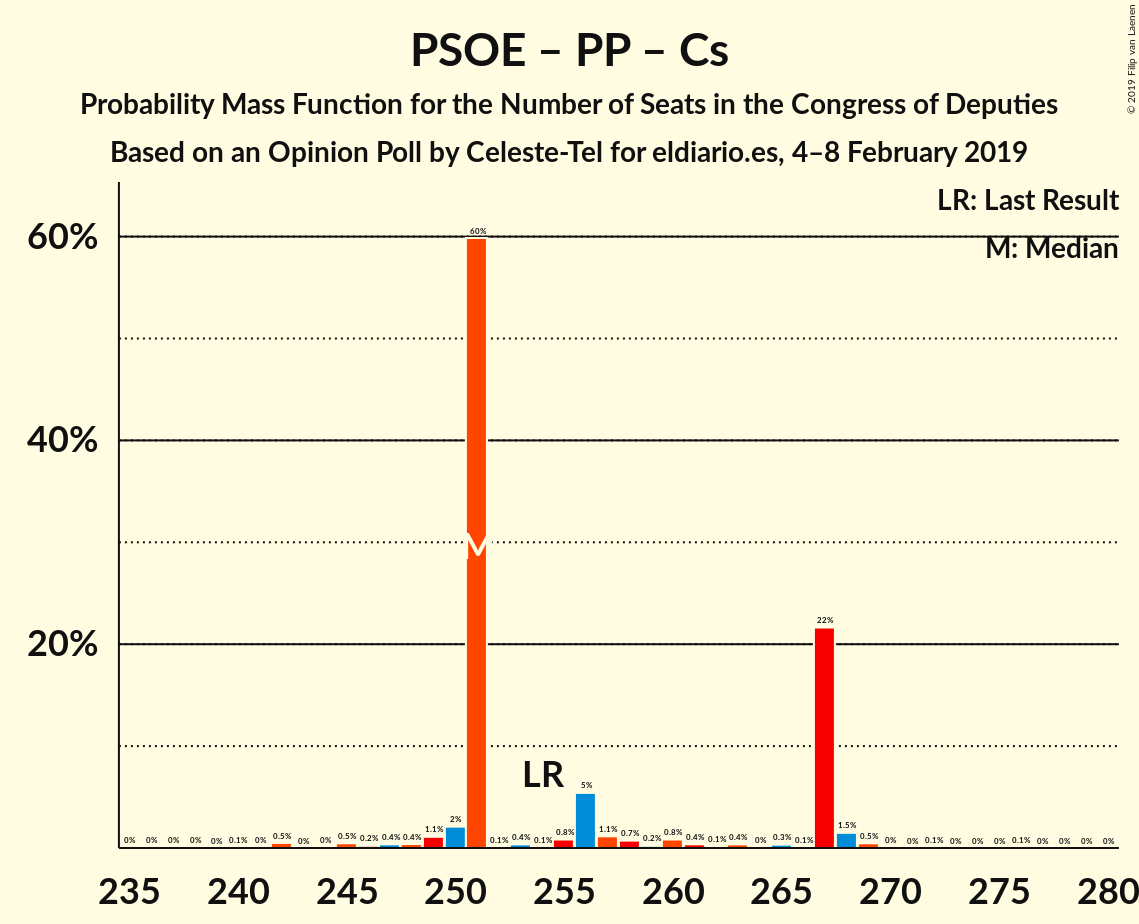 PSOE – PP – Cs
Probability Mass Function for the Number of Seats in the Congress of Deputies
Based on an Opinion Poll by Celeste-Tel for eldiario.es, 4–8 February 2019
© 2019 Filip van Laenen
LR: Last Result
M: Median
60%
40%
20%
60%
M
22%
LR
5%
0% 0% 0% 0% 0% 0.1% 0% 0.5% 0% 0% 0.5% 0.2% 0.4% 0.4% 1.1% 2% 0.1% 0.4% 0.1% 0.8% 1.1% 0.7% 0.2% 0.8% 0.4% 0.1% 0.4% 0% 0.3% 0.1% 1.5% 0.5% 0% 0% 0.1% 0% 0% 0% 0.1% 0% 0% 0% 0%
235 240 245 250 255 260 265 270 275 280